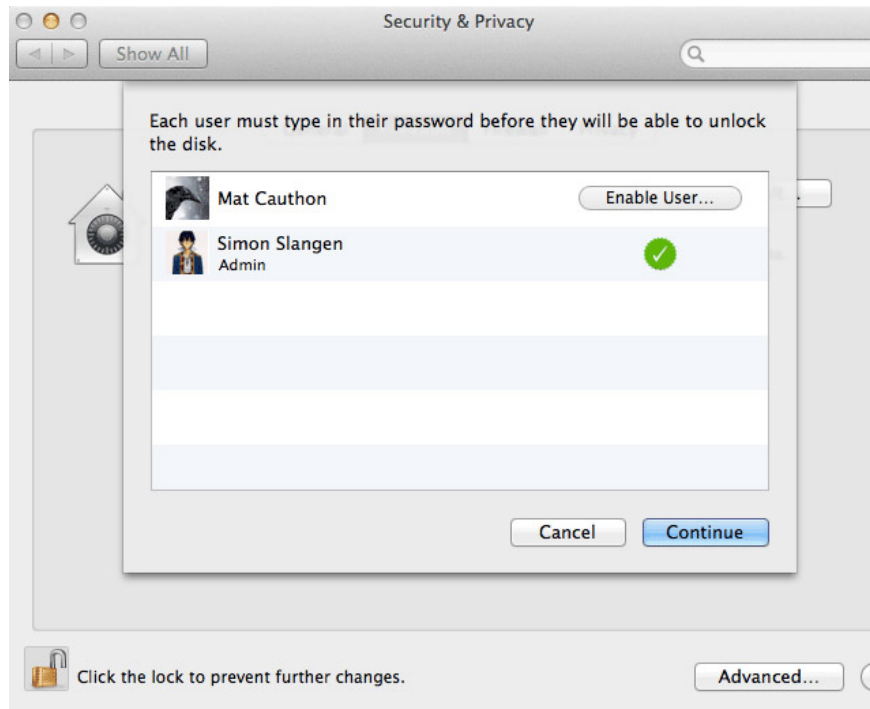 Security & Privacy
Show All
Each user must type in their password before they will be able to unlock
the disk.
Mat Cauthon
Enable User...
Simon Slangen
Admin
Cancel
Continue
Click the lock to prevent further changes.
Advanced...